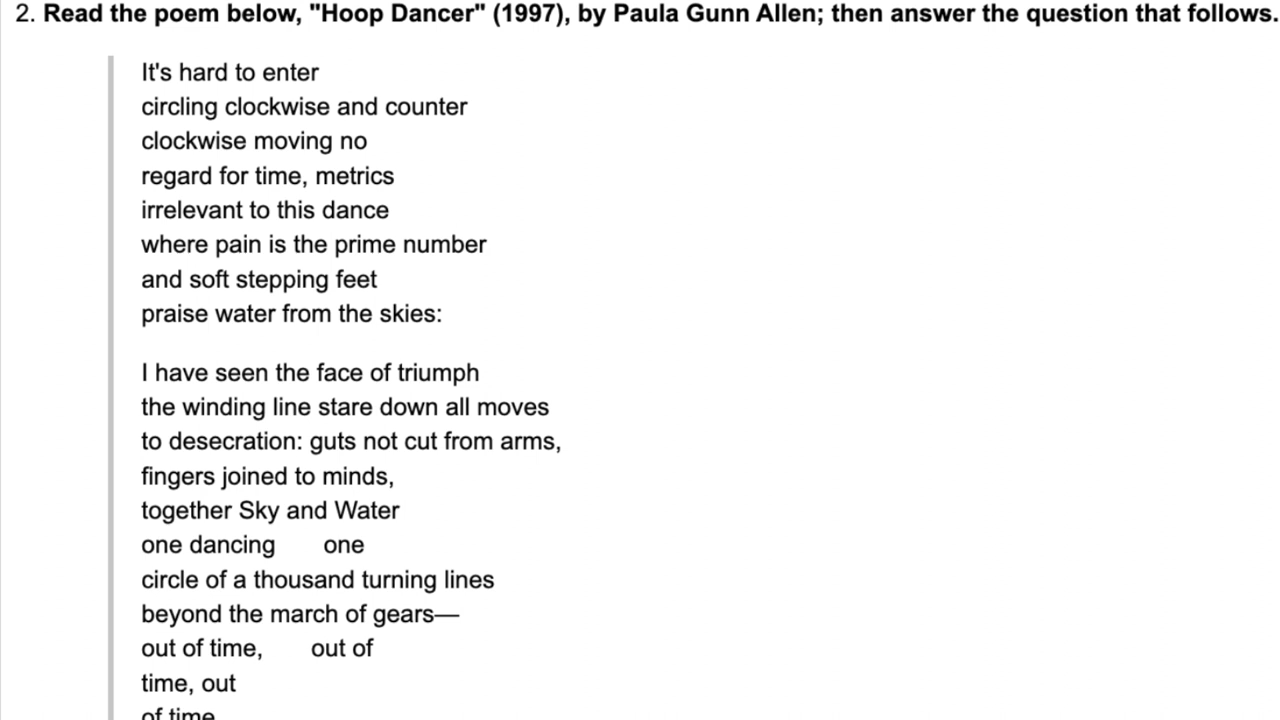 2. Read the poem below, "Hoop Dancer" (1997), by Paula Gunn Allen; then answer the question that follows.
It's hard to enter
circling clockwise and counter
clockwise moving no
regard for time, metrics
irrelevant to this dance
where pain is the prime number
and soft stepping feet
praise water from the skies:
I have seen the face of triumph
the winding line stare down all moves
to desecration: guts not cut from arms,
fingers joined to minds,
together Sky and Water
one dancing one
circle of a thousand turning lines
beyond the march of gears—
out of time, out of
time, out
of time